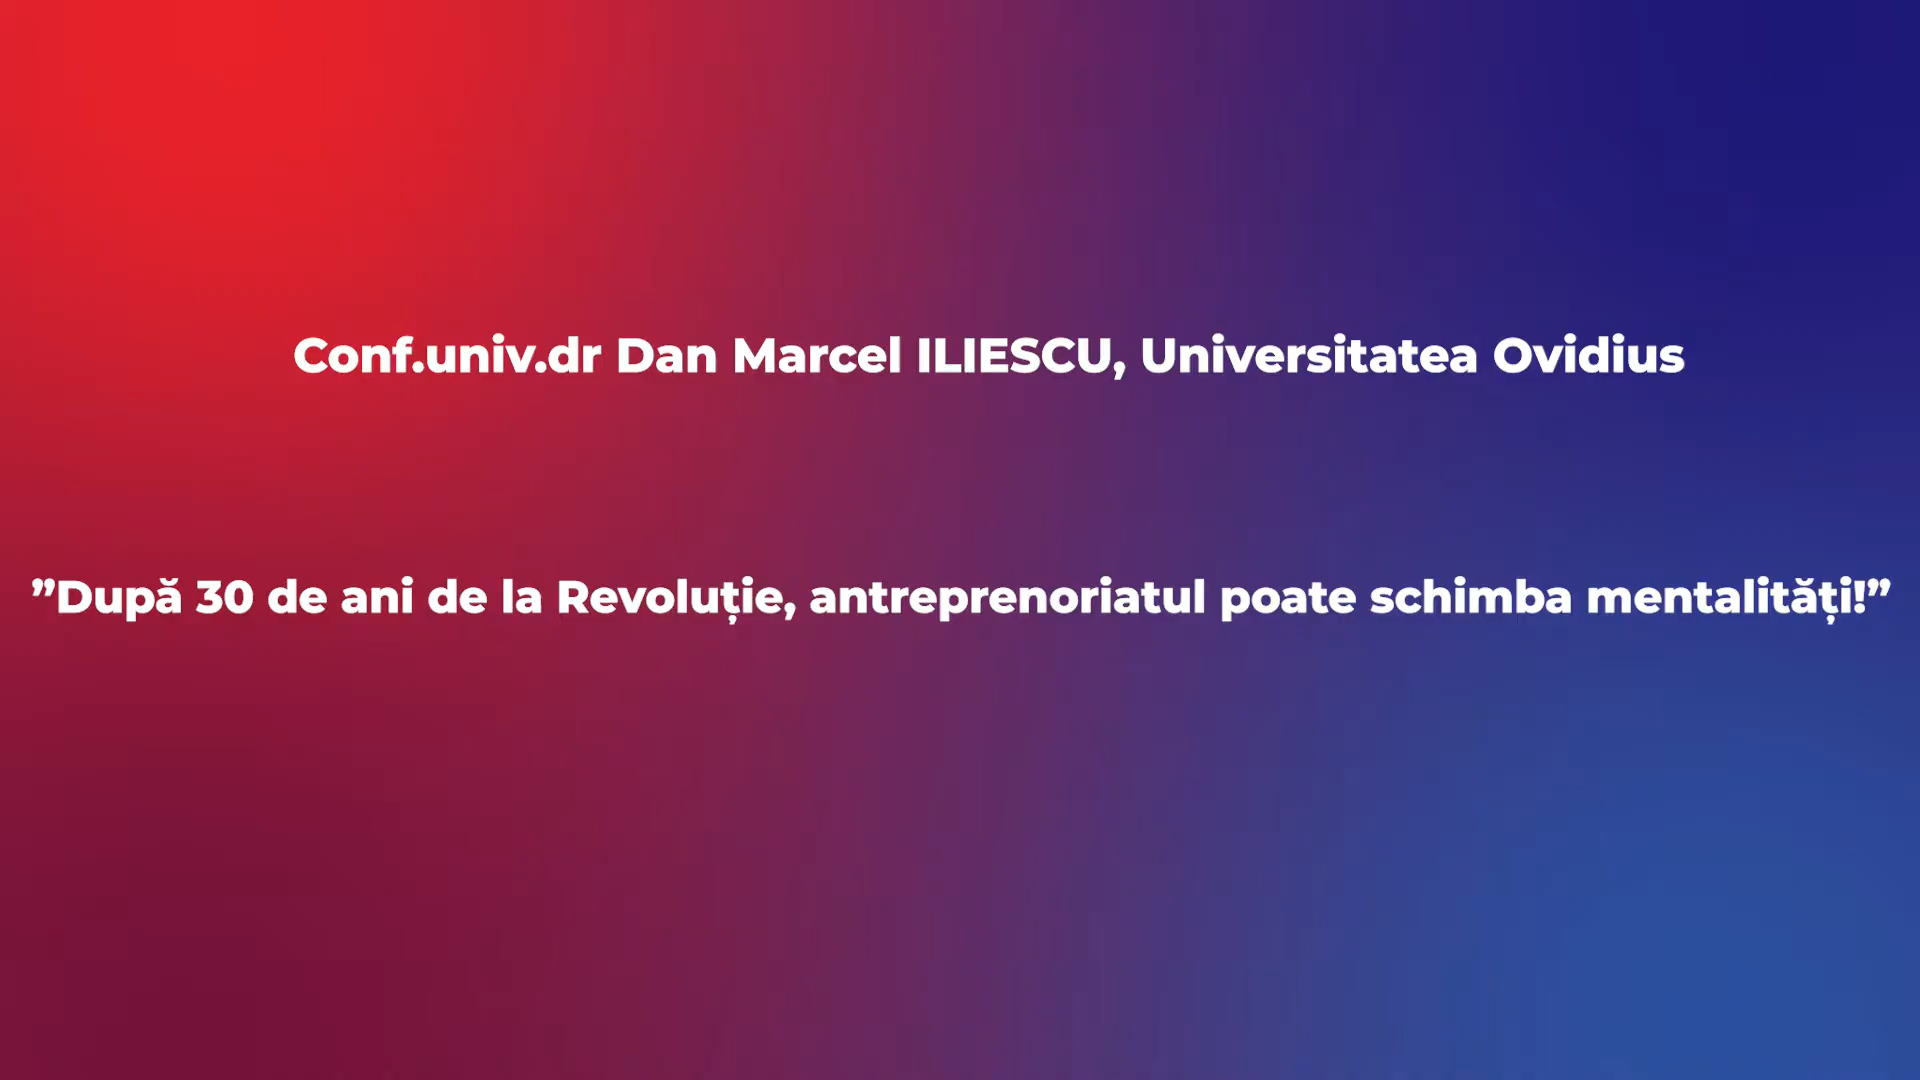 Conf.univ.dr Dan Marcel ILIESCU, Universitatea Ovidius
”După 30 de ani de la Revoluție, antreprenoriatul poate schimba mentalități!”